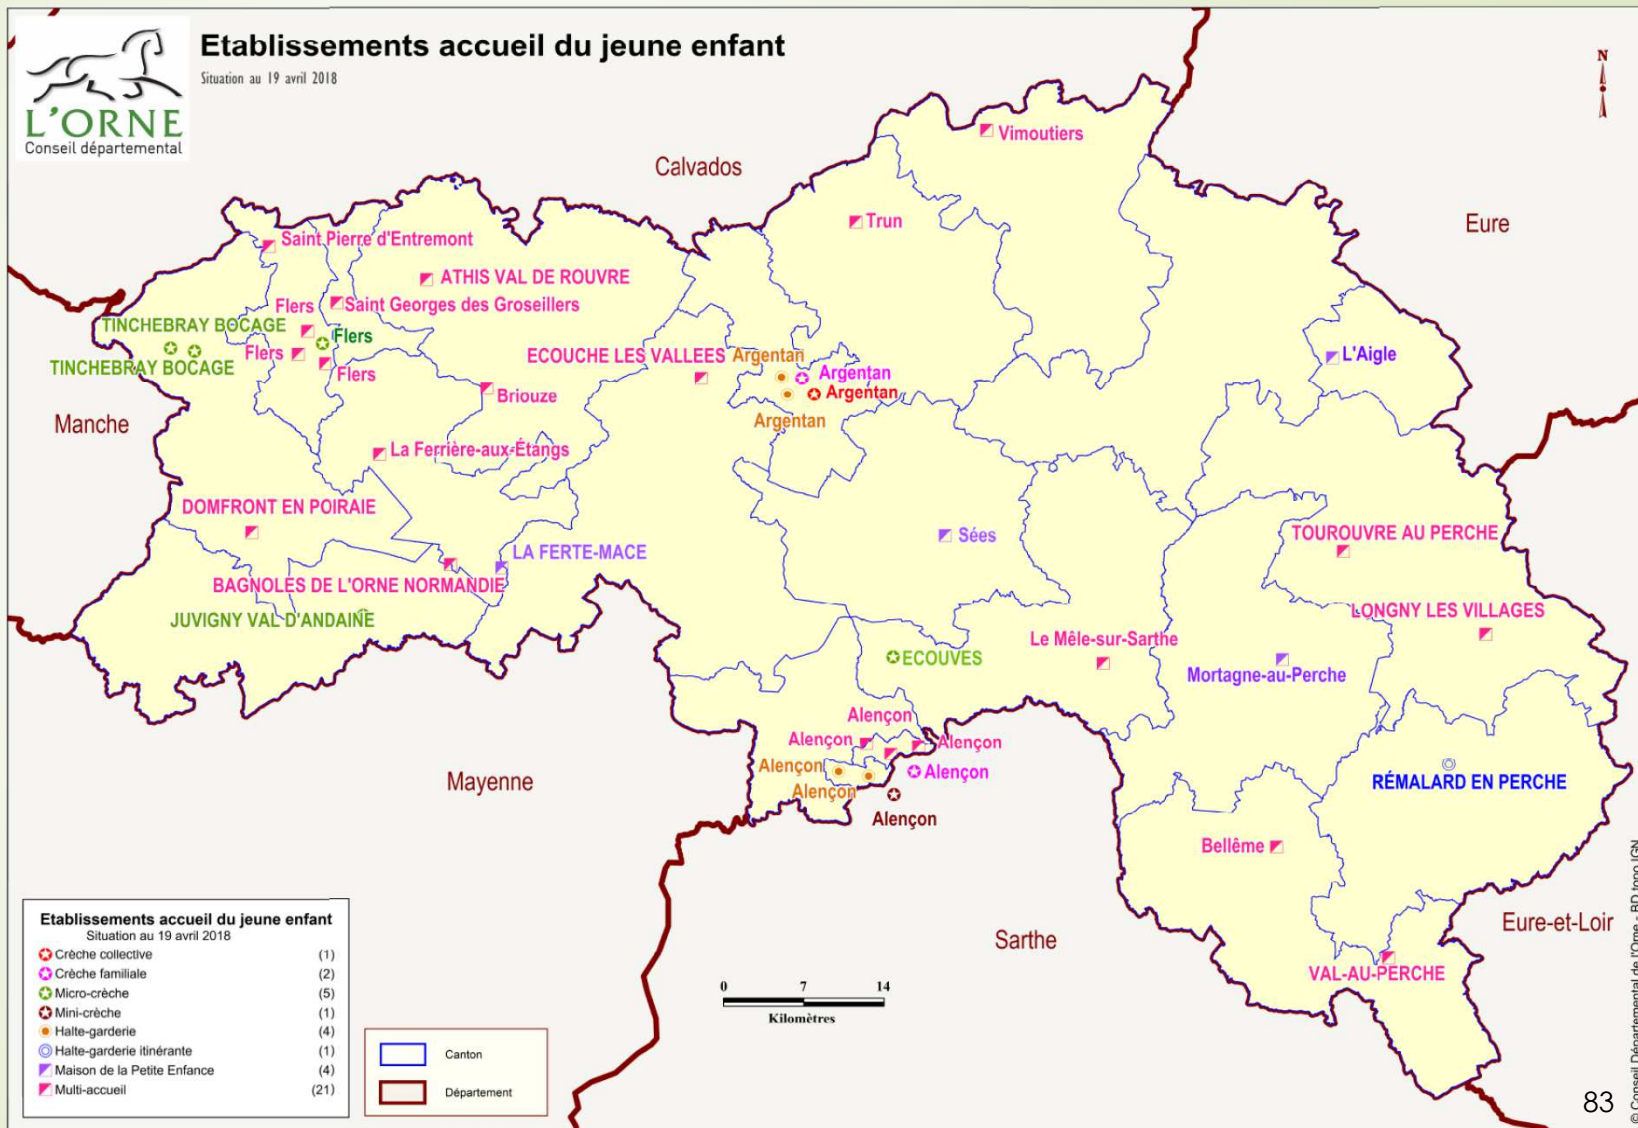 L'ORNE
Conseil départemental
Etablissements accueil du jeune enfant
Situation au 19 avril 2018
N
Vimoutiers
Calvados
Trun
Eure
Saint Pierre d'Entremont
ATHIS VAL DE ROUVRE
Flers
Saint Georges des Groseillers
TINCHEBRAY BOCAGE
Flers
Flers
TINCHEBRAY BOCAGE
Flers
ECOUCHE LES VALLEES
Argentan
Argentan
Argentan
Argentan
L'Aigle
Briouze
Manche
La Ferrière-aux-Étangs
DOMFRONT EN POIRAIE
Sées
TOUROUVRE AU PERCHE
LA FERTE-MACE
BAGNOLES DE L'ORNE NORMANDIE
JUVIGNY VAL D'ANDAINE
LONGNY LES VILLAGES
Le Mêle-sur-Sarthe
ECOUVES
Mortagne-au-Perche
Alençon
Alençon
Alençon
Alençon
Alençon
Alençon
Alençon
Mayenne
RÉMALARD EN PERCHE
Bellême
Eure-et-Loir
Sarthe
VAL-AU-PERCHE
Etablissements accueil du jeune enfant
Situation au 19 avril 2018
Crèche collective (1)
Crèche familiale (2)
Micro-crèche (5)
Mini-crèche (1)
Halte-garderie (4)
Halte-garderie itinérante (1)
Maison de la Petite Enfance (4)
Multi-accueil (21)
Canton
Département
0 7 14
Kilomètres
© Conseil Départemental de l'Orne - BD topo IGN
83